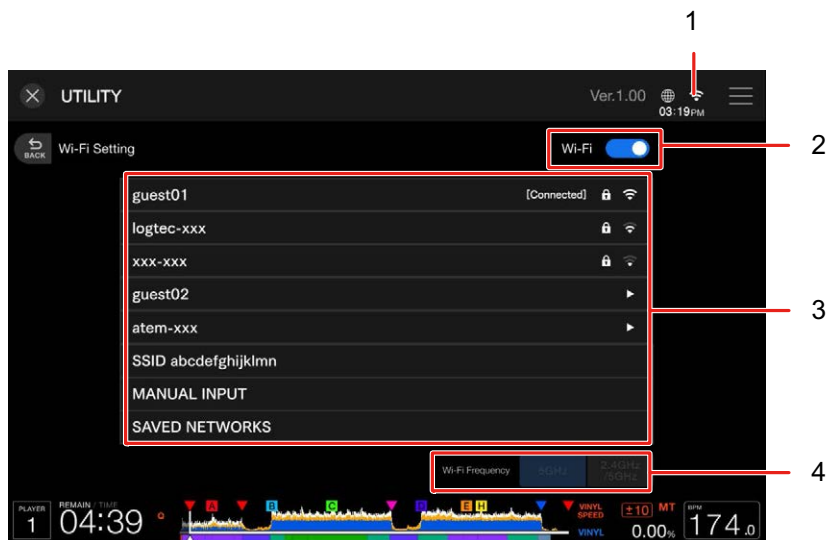 1
UTILITY
Ver.1.00
03:19PM
BACK
Wi-Fi Setting
Wi-Fi
2
guest01
[Connected]
logtec-xxx
xxx-xxx
guest02
3
atem-xxx
SSID abcdefghijklmn
MANUAL INPUT
SAVED NETWORKS
Wi-Fi Frequency
5GHz
2.4GHz
/5GHz
4
PLAYER
1
REMAIN / TIME
04:39
A
B
C
D
E
H
VINYL
SPEED
VINYL
±10
MT
0.00%
BPM
174.0